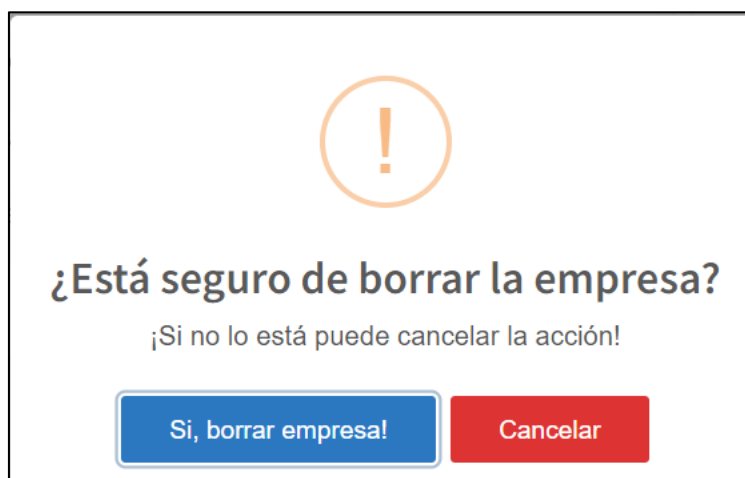 !
¿Está seguro de borrar la empresa?
¡Si no lo está puede cancelar la acción!
Si, borrar empresa!
Cancelar